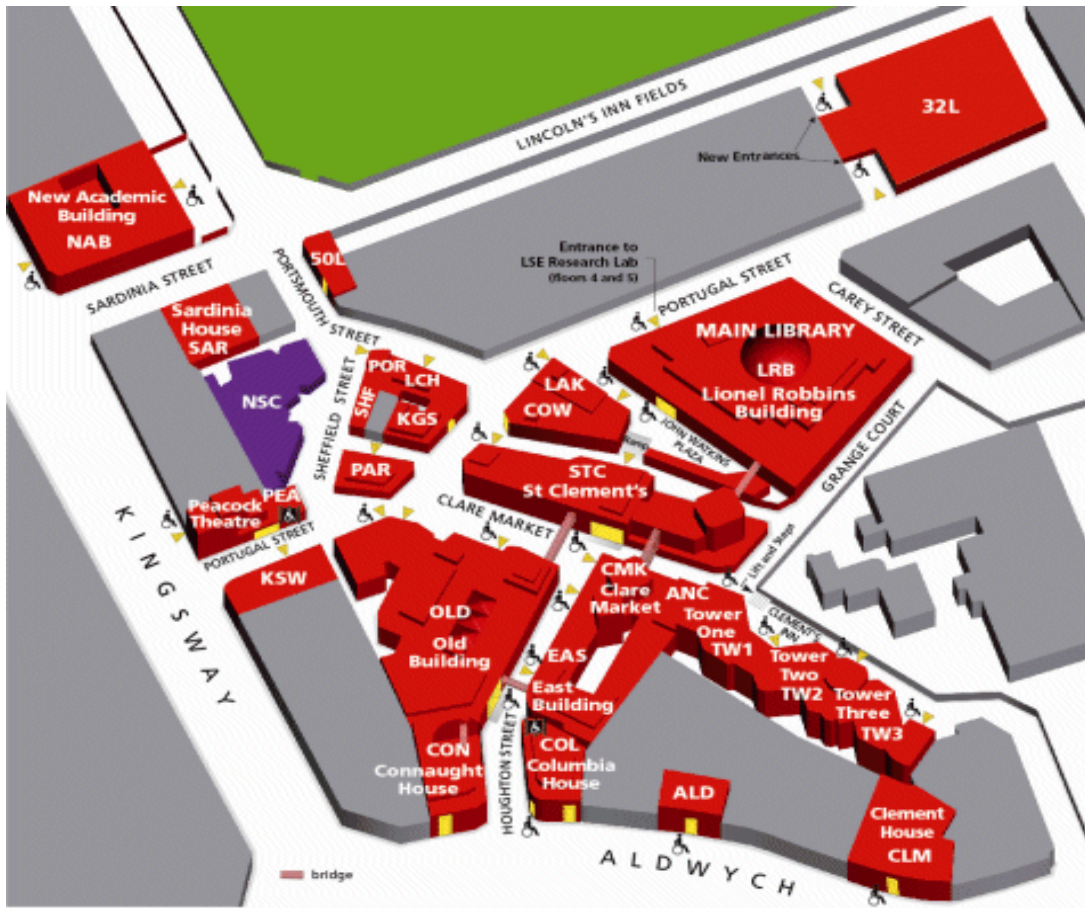 LINCOLN'S INN FIELDS
32L
New Entrances
New Academic
Building
NAB
50L
Entrance to
LSE Research Lab
(floors 4 and 5)
SARDINIA STREET
PORTSMOUTH STREET
PORTUGAL STREET
CAREY STREET
Sardinia
House
SAR
MAIN LIBRARY
LRB
Lionel Robbins
Building
POR
LCH
SHF
KGS
LAK
COW
NSC
SHEFFIELD STREET
JOHN WATKINS
PLAZA
GRANGE COURT
PAR
STC
St Clement's
CLARE MARKET
PEA
Peacock
Theatre
PORTUGAL STREET
KINGSWAY
KSW
Lift and Steps
CMK
Clare
Market
ANC
Tower
One
TW1
CLEMENT'S
INN
OLD
Old
Building
EAS
East
Building
Tower
Two
TW2
Tower
Three
TW3
CON
Connaught
House
HOUGHTON STREET
COL
Columbia
House
ALD
Clement
House
CLM
ALDWYCH
bridge